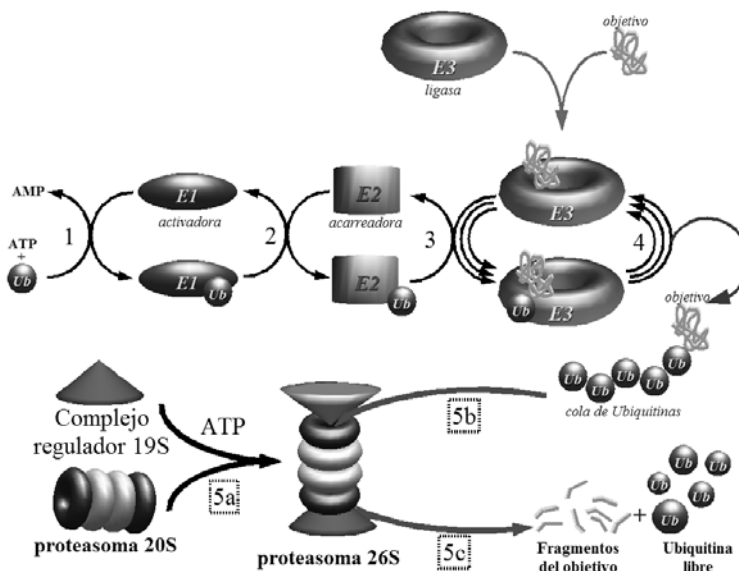 objetivo
E3
ligasa
E3
AMP
1
E1
activadora
2
E2
acarreadora
3
4
ATP
+
Ub
E1
Ub
E2
Ub
Ub
E3
objetivo
Ub
Ub
Ub
Ub
Ub
cola de Ubiquitinas
Complejo
regulador 19S
ATP
5a
5b
proteasoma 20S
proteasoma 26S
5c
Ub
Ub
Ub
Ub
Ub
+
Fragmentos
del objetivo
Ubiquitina
libre